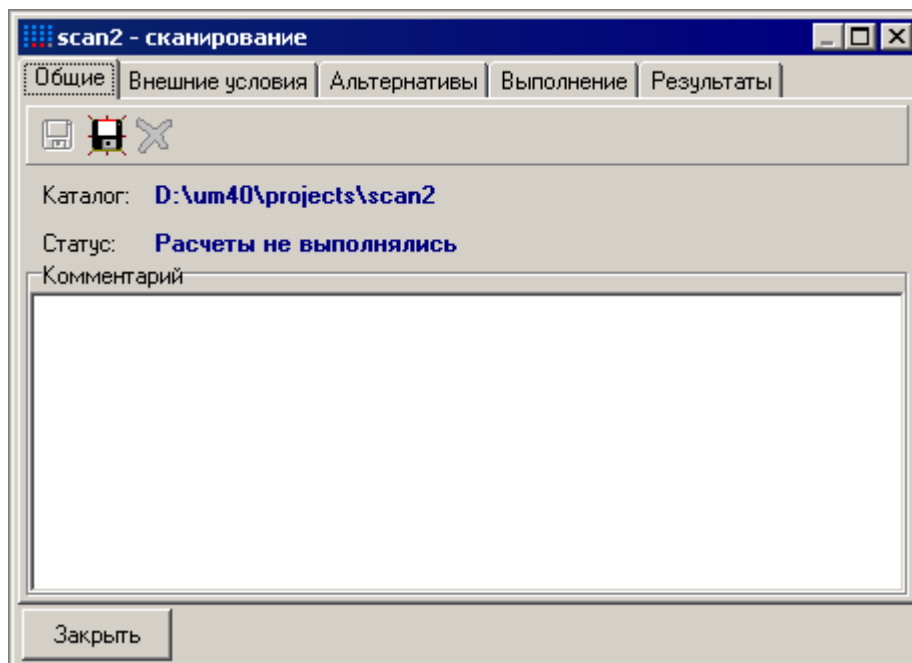 scan2 - сканирование
Общие Внешние условия Альтернативы Выполнение Результаты
Каталог: D:\um40\projects\scan2
Статус: Расчеты не выполнялись
Комментарий
Закрыть